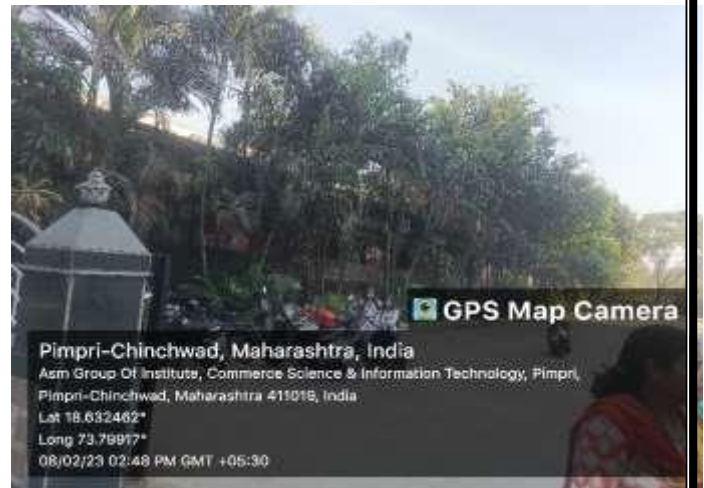 GPS Map Camera
Pimpri-Chinchwad, Maharashtra, India
Asm Group Of Institute, Commerce Science & Information Technology, Pimpri,
Pimpri-Chinchwad, Maharashtra 411019, India
Lat 18.632462°
Long 73.79917°
08/02/23 02:48 PM GMT +05:30